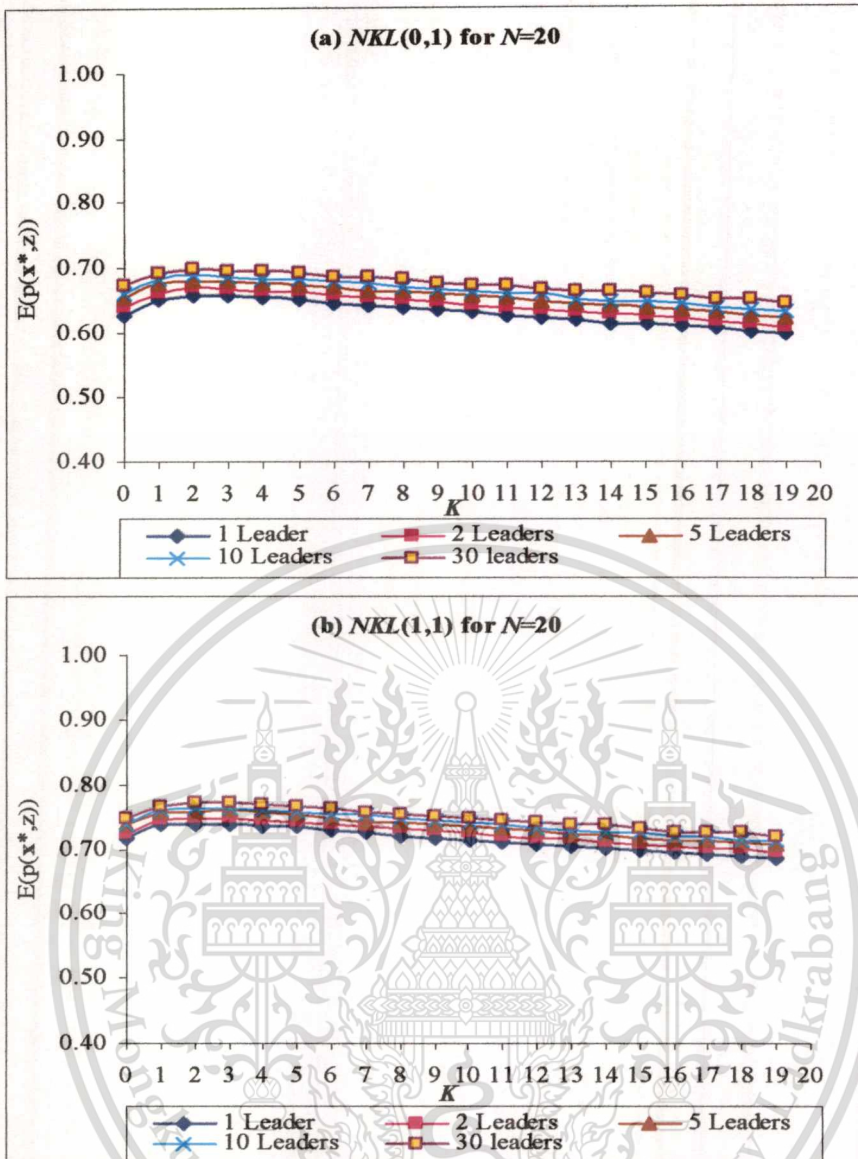 (a) NKL(0,1) for N=20
E(p(x*,z))
1.00
0.90
0.80
0.70
0.60
0.50
0.40
0 1 2 3 4 5 6 7 8 9 10 11 12 13 14 15 16 17 18 19 20
K
1 Leader 2 Leaders 5 Leaders
10 Leaders 30 leaders
(b) NKL(1,1) for N=20
E(p(x*,z))
1.00
0.90
0.80
0.70
0.60
0.50
0.40
0 1 2 3 4 5 6 7 8 9 10 11 12 13 14 15 16 17 18 19 20
K
1 Leader 2 Leaders 5 Leaders
10 Leaders 30 leaders
King Mongk
Ladkrabang